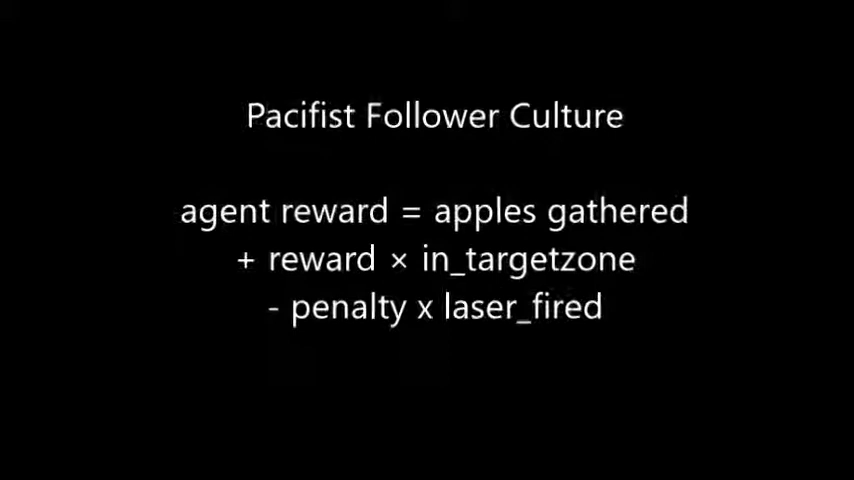 Pacifist Follower Culture
agent reward = apples gathered
+ reward × in_targetzone
- penalty x laser_fired